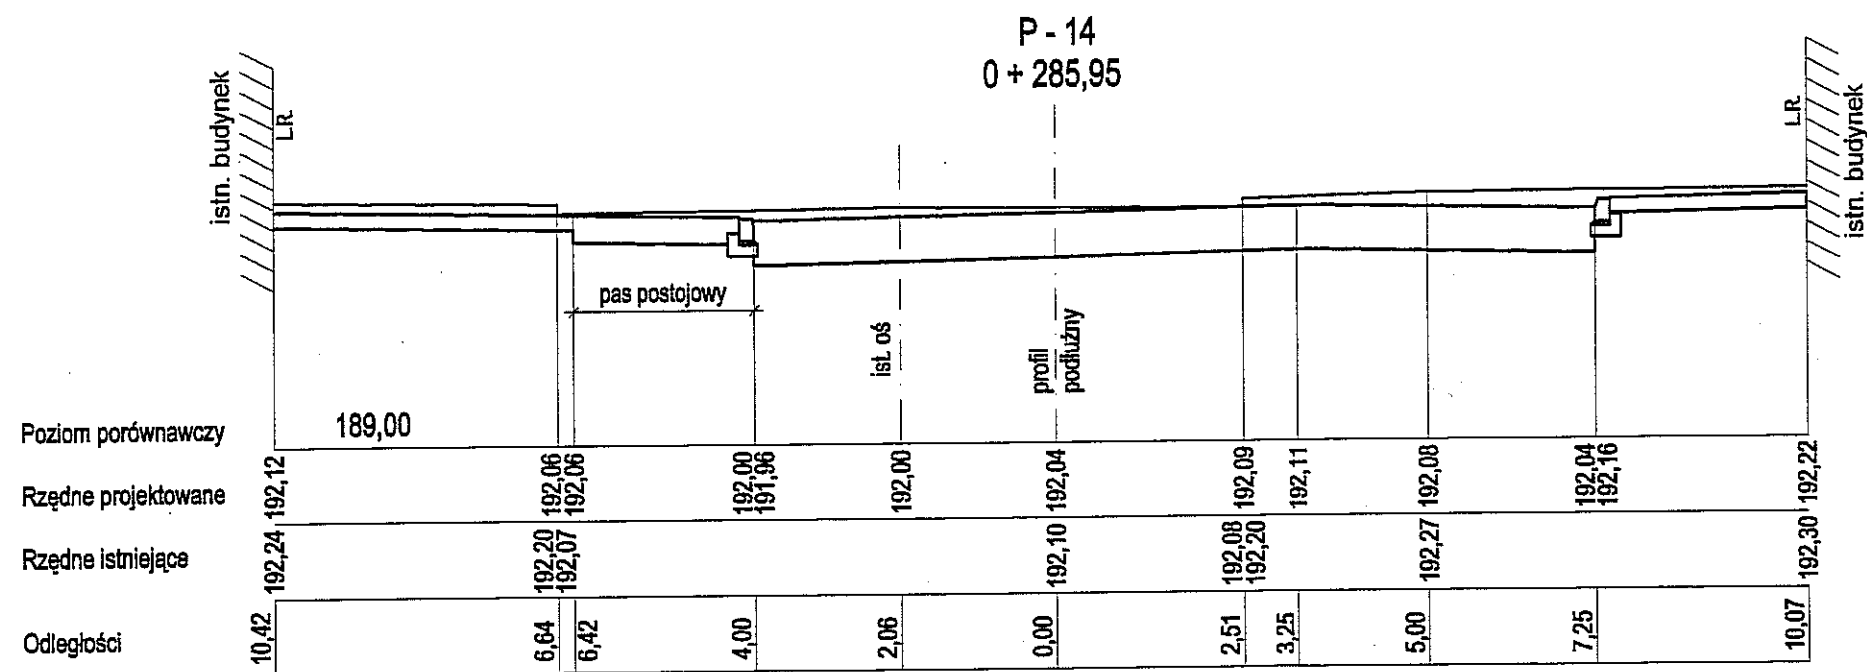 P - 14
0 + 285,95
istn. budynek
L.R.
L.R.
istn. budynek
pas postojowy
ist. oś
profil
podłużny
Poziom porównawczy
189,00
Rzędne projektowane
192,12
192,06
192,06
192,00
191,96
192,00
192,04
192,09
192,11
192,08
192,04
192,16
192,22
Rzędne istniejące
192,24
192,20
192,07
192,10
192,08
192,20
192,27
192,30
Odległości
10,42
6,64
6,42
4,00
2,06
0,00
2,51
3,25
5,00
7,25
10,07